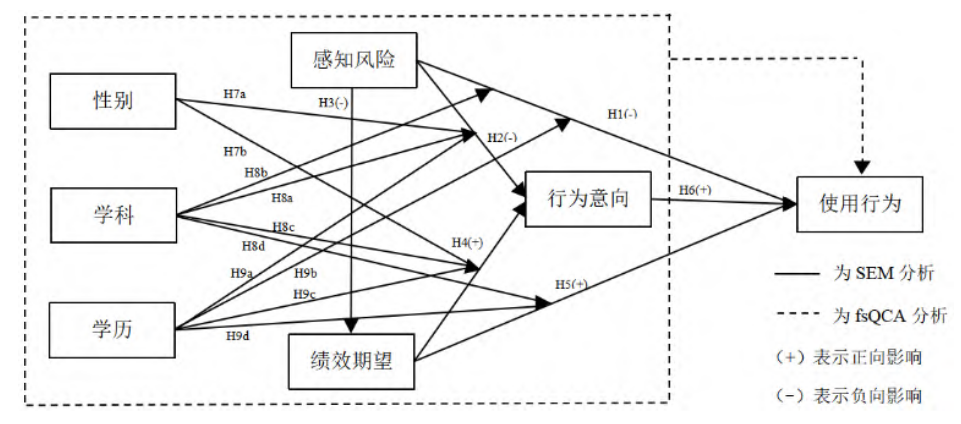 感知风险
性别
H7a
H3(-)
H1(-)
H2(-)
H7b
H8b
H8a
行为意向
H6(+)
使用行为
学科
H8c
H8d
H4(+)
H9a
H9b
H9c
H5(+)
学历
H9d
绩效期望
为 SEM 分析
为 fsQCA 分析
（+）表示正向影响
（-）表示负向影响